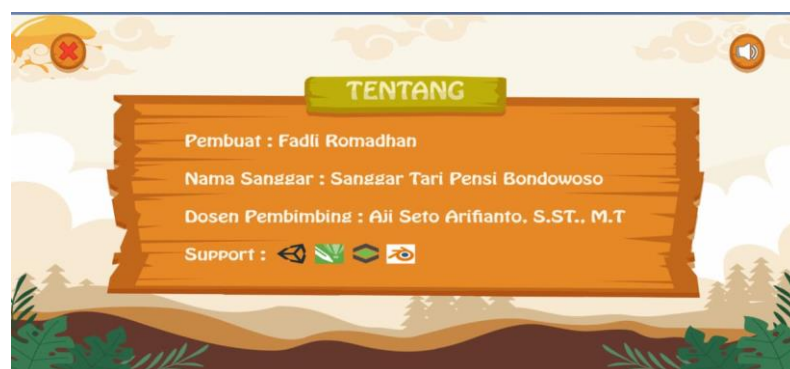 TENTANG
Pembuat : Fadli Romadhan
Nama Sanggar : Sanggar Tari Pensi Bondowoso
Dosen Pembimbing : Aji Seto Arifianto. S.ST., M.T
Support :